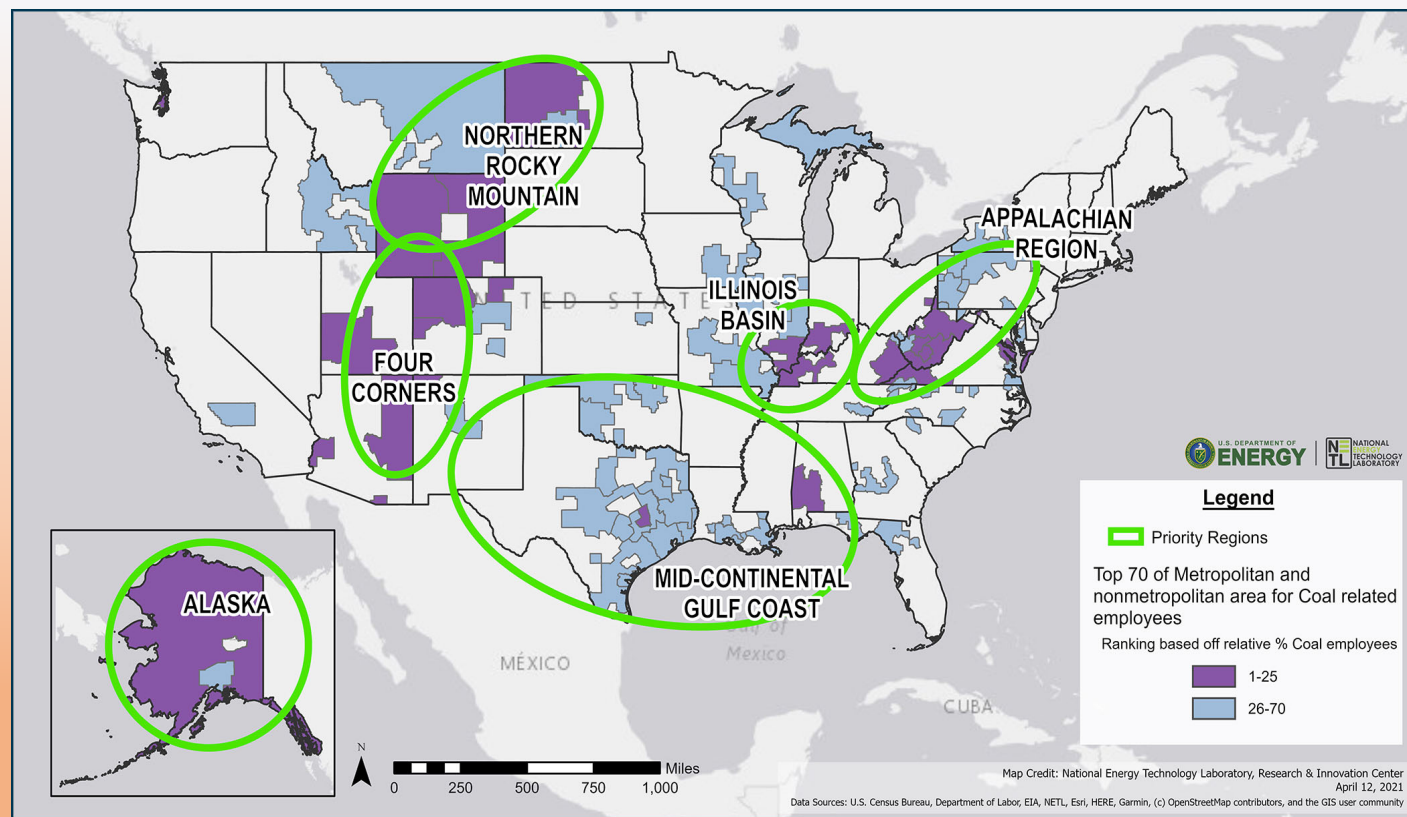 NORTHERN
ROCKY
MOUNTAIN
APPALACHIAN
REGION
ILLINOIS
BASIN
UNITED STATES
FOUR
CORNERS
MID-CONTINENTAL
GULF COAST
Gulf of
Mexico
MÉXICO
CUBA
ALASKA
N
Miles
0 250 500 750 1,000
U.S. DEPARTMENT OF
ENERGY
NETL
NATIONAL
ENERGY
TECHNOLOGY
LABORATORY
Legend
Priority Regions
Top 70 of Metropolitan and
nonmetropolitan area for Coal related
employees
Ranking based off relative % Coal employees
1-25
26-70
Map Credit: National Energy Technology Laboratory, Research & Innovation Center
April 12, 2021
Data Sources: U.S. Census Bureau, Department of Labor, EIA, NETL, Esri, HERE, Garmin, (c) OpenStreetMap contributors, and the GIS user community